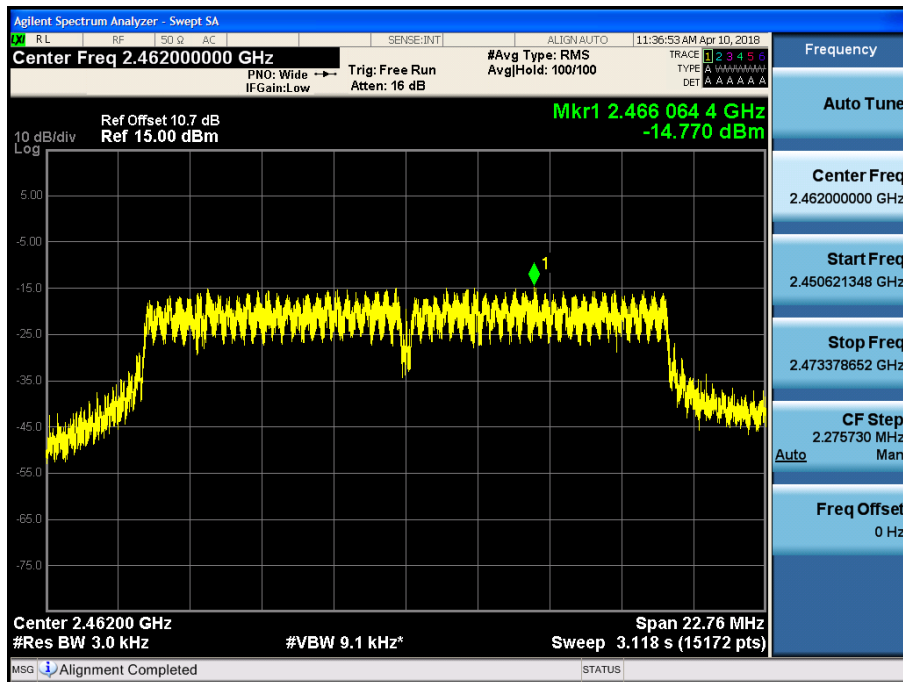 Agilent Spectrum Analyzer - Swept SA
LXI RL RF 50 Ω AC SENSE:INT ALIGN AUTO 11:36:53 AM Apr 10, 2018
Center Freq 2.462000000 GHz
PNO: Wide
IFGain:Low
Trig: Free Run
Atten: 16 dB
#Avg Type: RMS
Avg|Hold: 100/100
TRACE 1 2 3 4 5 6
TYPE A WWWWWW
DET A A A A A A
Frequency
Auto Tune
Center Freq
2.462000000 GHz
Start Freq
2.450621348 GHz
Stop Freq
2.473378652 GHz
CF Step
2.275730 MHz
Auto Man
Freq Offset
0 Hz
Mkr1 2.466 064 4 GHz
-14.770 dBm
Ref Offset 10.7 dB
10 dB/div Ref 15.00 dBm
Log
5.00
-5.00
1
-15.0
-25.0
-35.0
-45.0
-55.0
-65.0
-75.0
Center 2.46200 GHz Span 22.76 MHz
#Res BW 3.0 kHz #VBW 9.1 kHz* Sweep 3.118 s (15172 pts)
MSG Alignment Completed STATUS